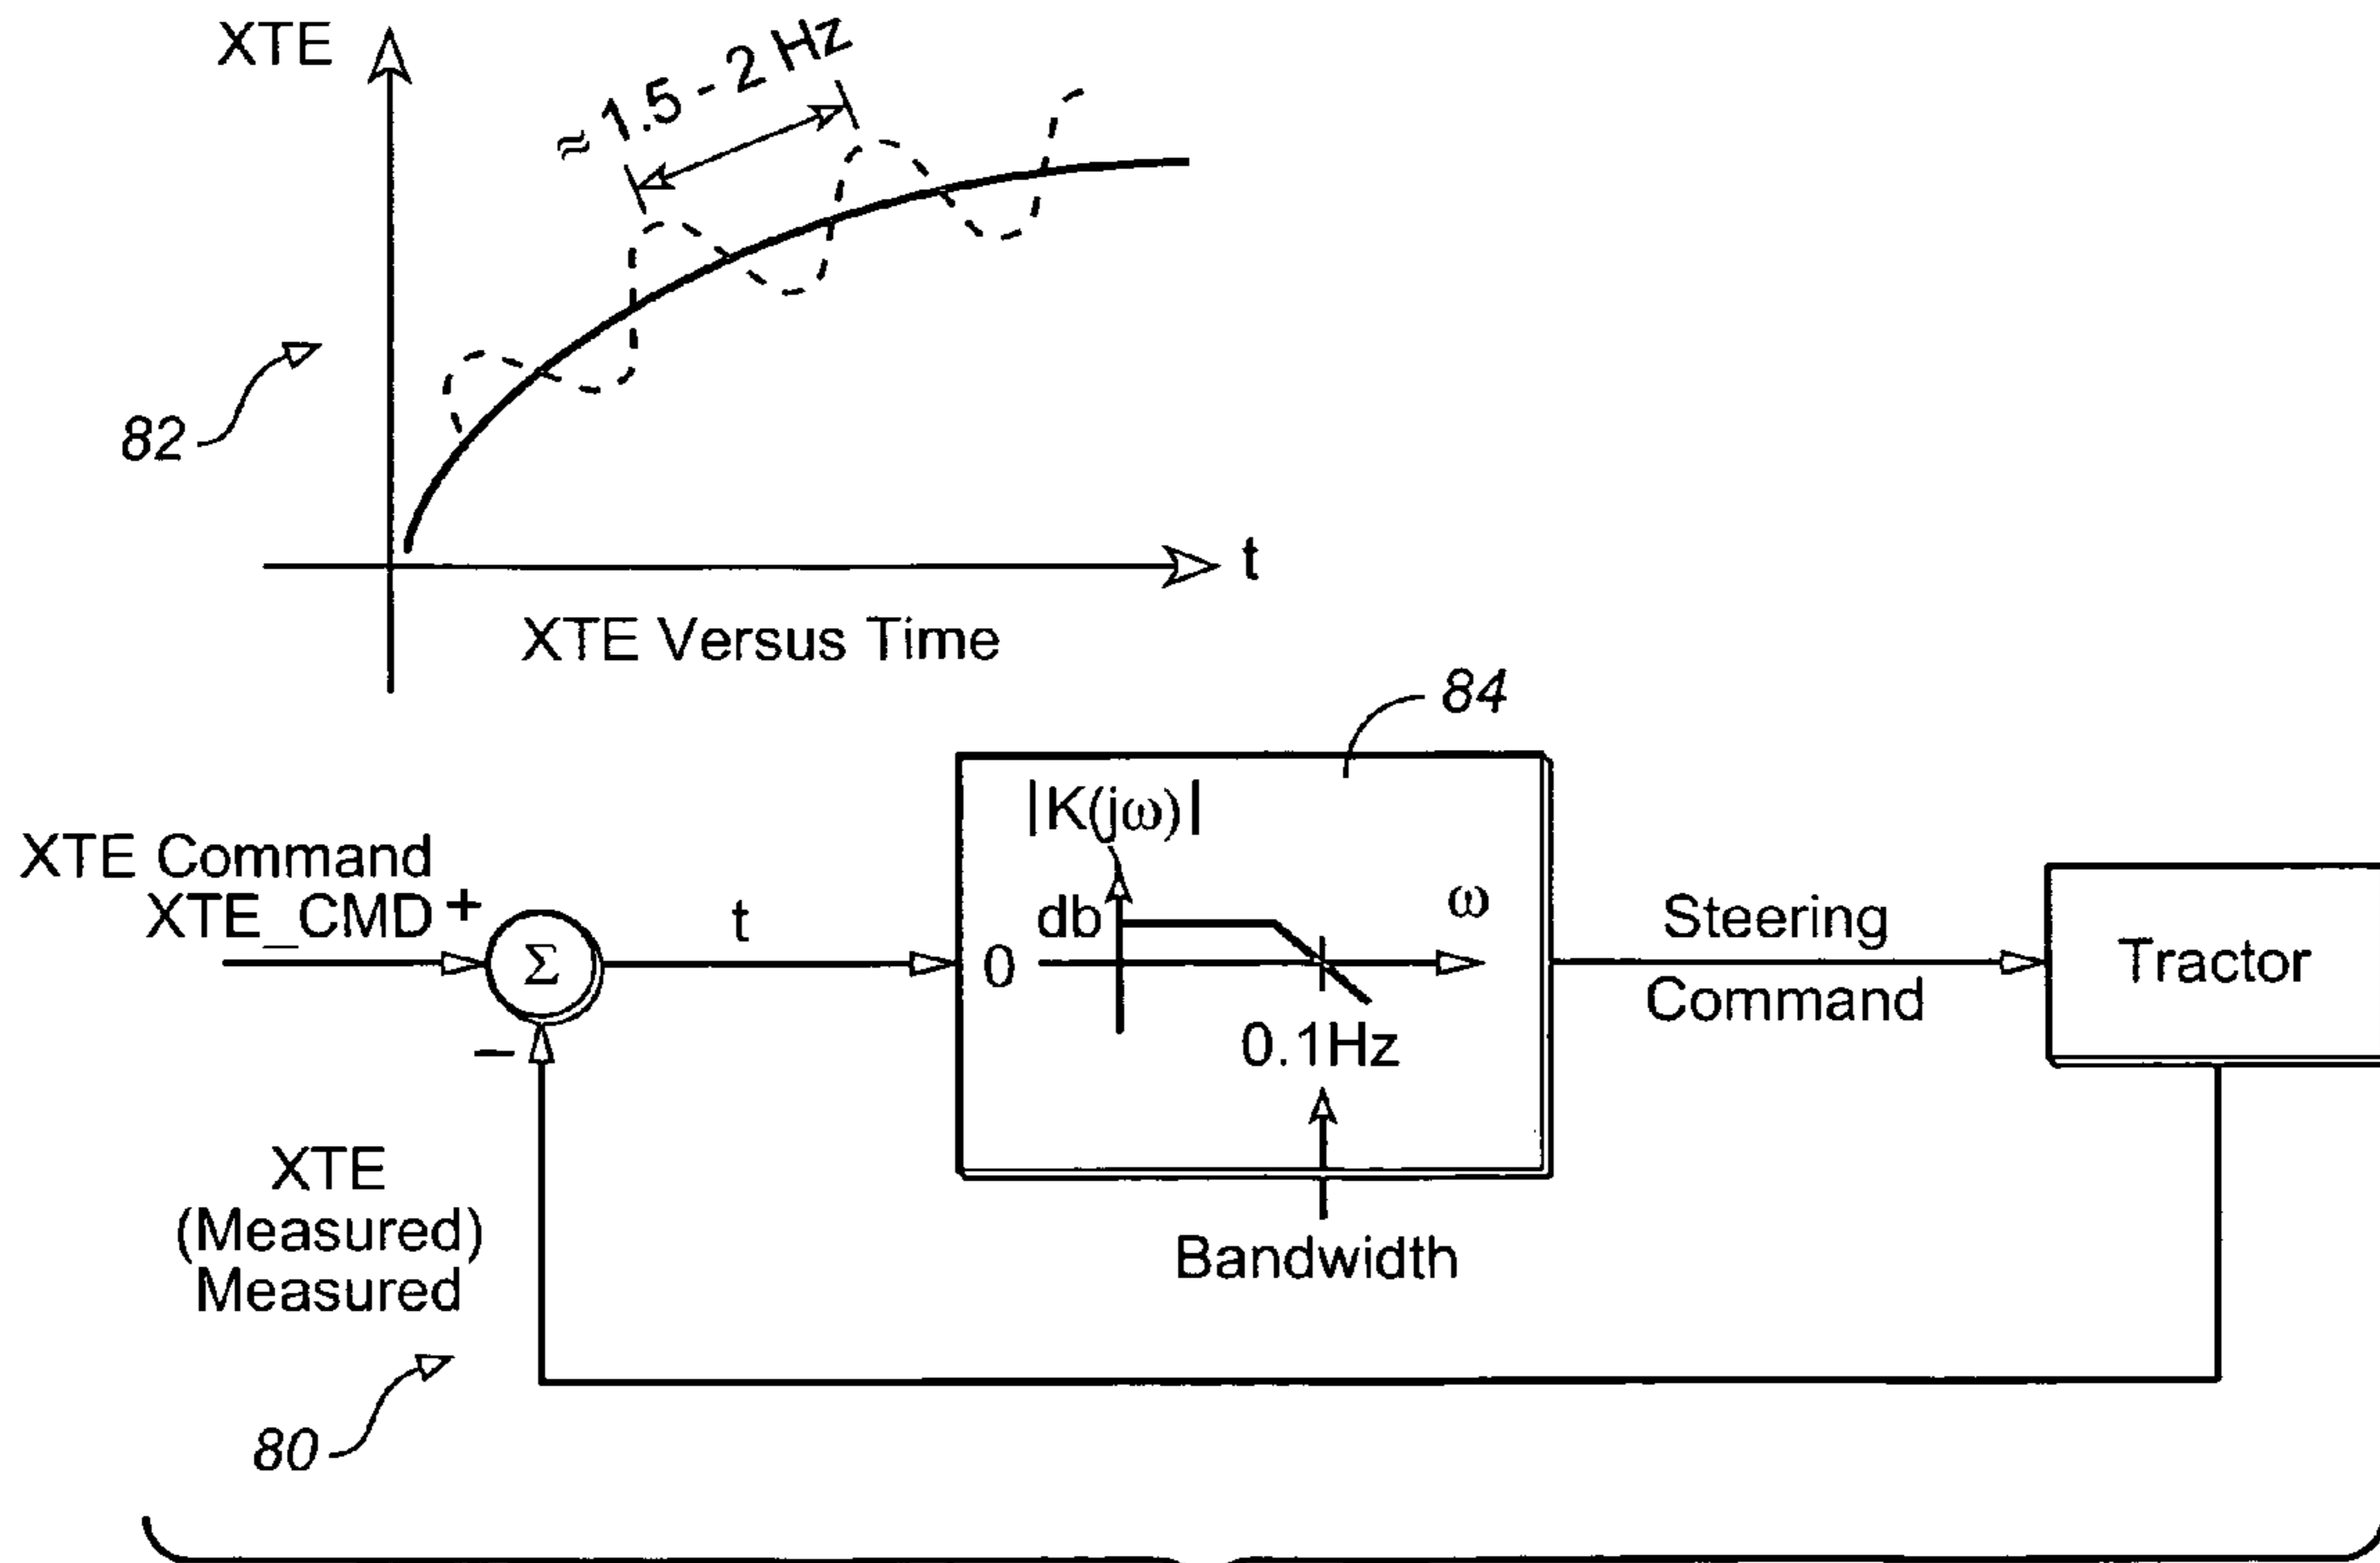 XTE
≈ 1.5 - 2 Hz
82
t
XTE Versus Time
84
|K(jω)|
XTE Command
XTE_CMD +
Σ
t
0
db
ω
0.1Hz
Steering
Command
Tractor
−
XTE
(Measured)
Measured
Bandwidth
80